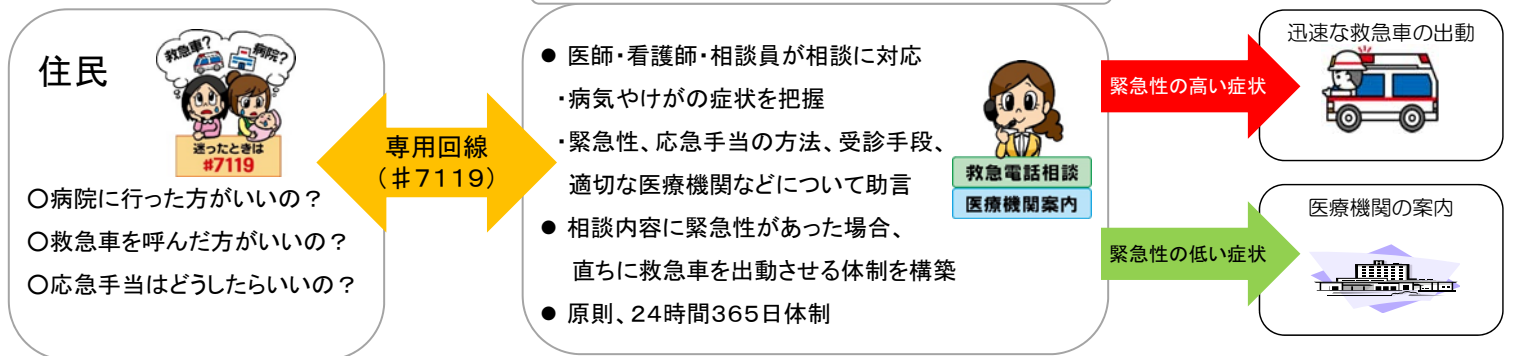 住民
救急車?
病院?
迷ったときは
#7119
〇病院に行った方がいいの?
〇救急車を呼んだ方がいいの?
〇応急手当はどうしたらいいの?
専用回線
(#7119)
● 医師・看護師・相談員が相談に対応
・病気やけがの症状を把握
・緊急性、応急手当の方法、受診手段、
適切な医療機関などについて助言
● 相談内容に緊急性があった場合、
直ちに救急車を出動させる体制を構築
● 原則、24時間365日体制
救急電話相談
医療機関案内
緊急性の高い症状
緊急性の低い症状
迅速な救急車の出動
医療機関の案内